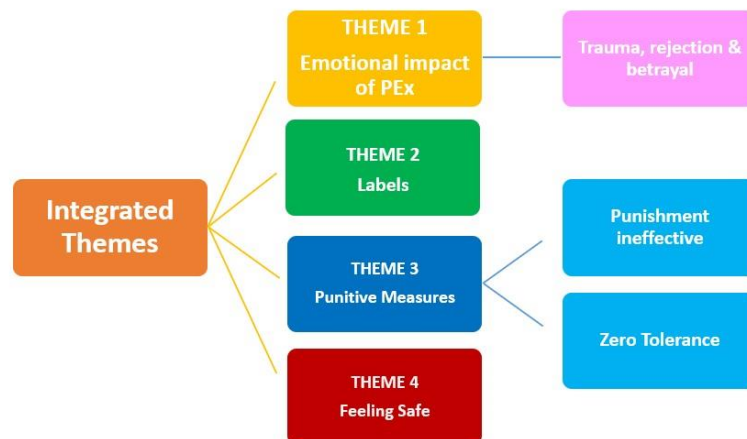 THEME 1
Emotional impact
of PEx
Trauma, rejection &
betrayal
THEME 2
Labels
Integrated
Themes
Punishment
ineffective
THEME 3
Punitive Measures
Zero Tolerance
THEME 4
Feeling Safe